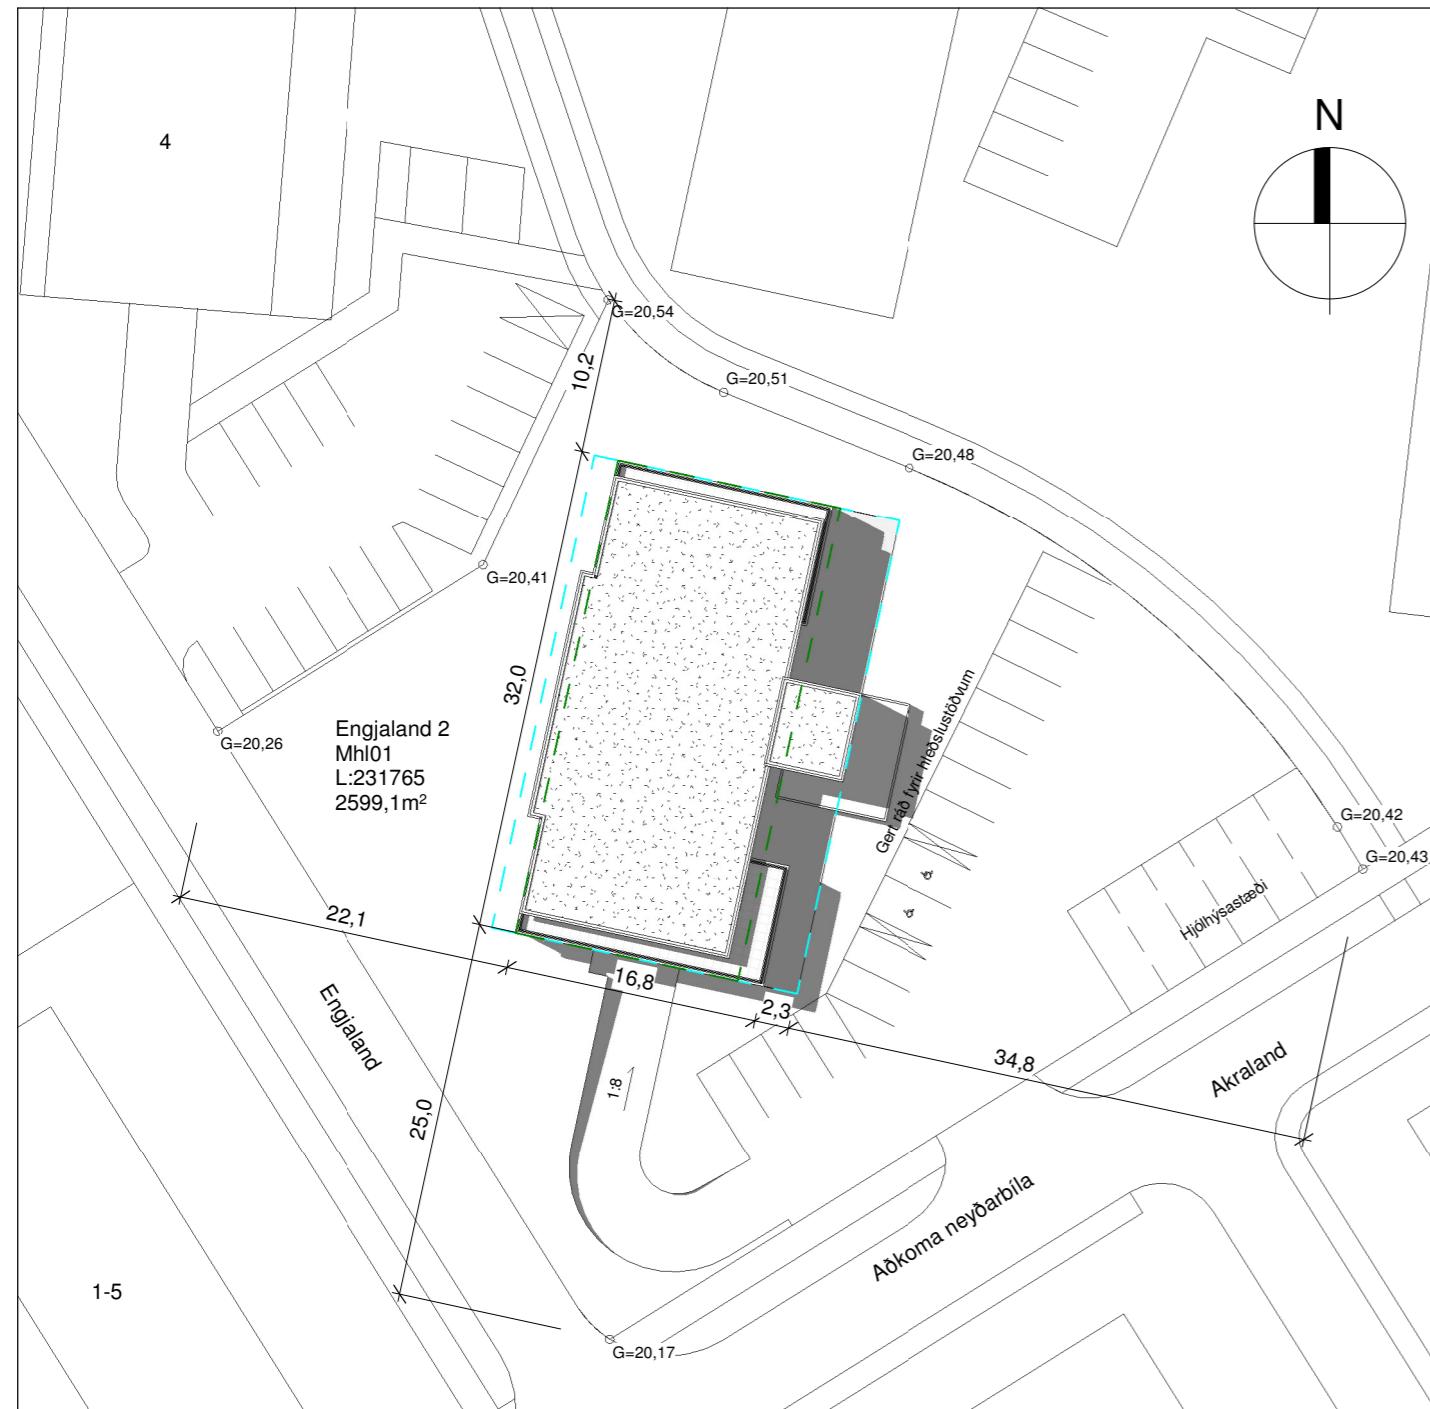 4
N
G=20,54
10,2
G=20,51
G=20,48
G=20,41
32,0
Gert ráð fyrir hleðslustöðvum
Engjaland 2
Mhl01
L:231765
2599,1m²
G=20,26
G=20,42
G=20,43
Hjólhýsastæði
22,1
16,8
2,3
34,8
Engjaland
Akraland
1:8
25,0
Aðkoma neyðarbíla
1-5
G=20,17